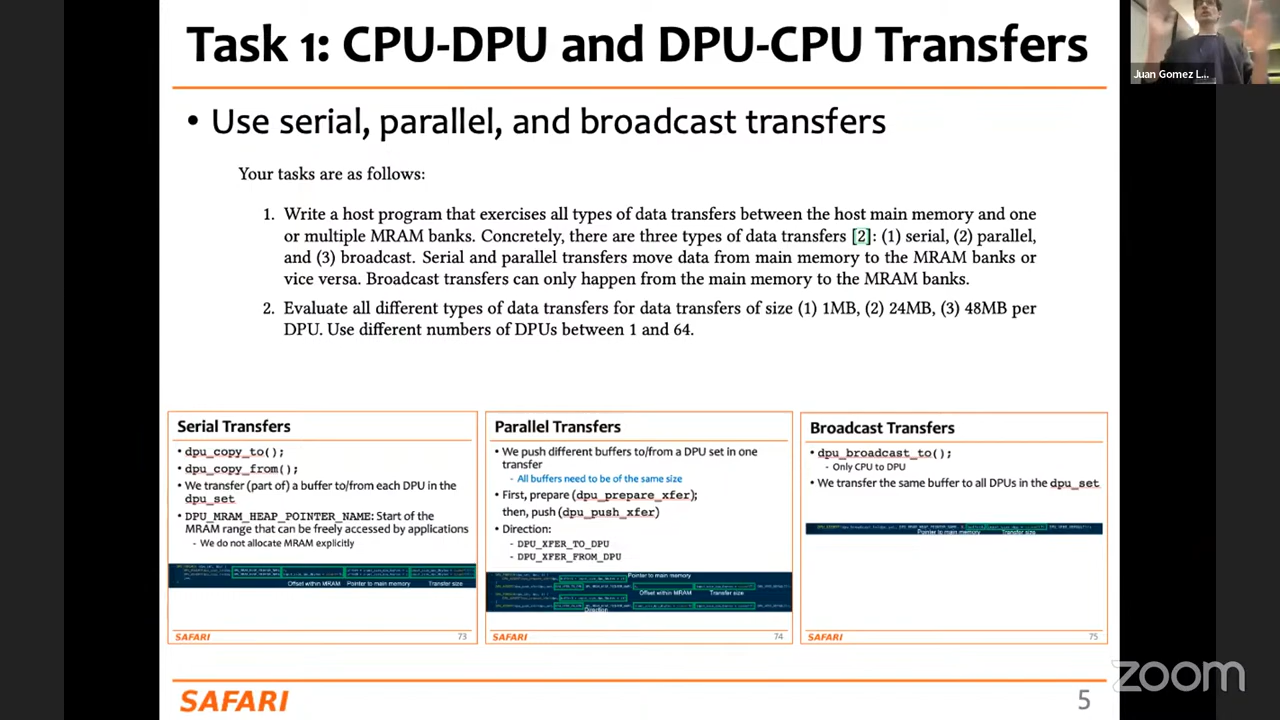 Task 1: CPU-DPU and DPU-CPU Transfers
Juan Gomez L...
• Use serial, parallel, and broadcast transfers
Your tasks are as follows:
1. Write a host program that exercises all types of data transfers between the host main memory and one
or multiple MRAM banks. Concretely, there are three types of data transfers [2]: (1) serial, (2) parallel,
and (3) broadcast. Serial and parallel transfers move data from main memory to the MRAM banks or
vice versa. Broadcast transfers can only happen from the main memory to the MRAM banks.
2. Evaluate all different types of data transfers for data transfers of size (1) 1MB, (2) 24MB, (3) 48MB per
DPU. Use different numbers of DPUs between 1 and 64.
Serial Transfers
• dpu_copy_to();
• dpu_copy_from();
• We transfer (part of) a buffer to/from each DPU in the
dpu_set
• DPU_MRAM_HEAP_POINTER_NAME: Start of the
MRAM range that can be freely accessed by applications
- We do not allocate MRAM explicitly
Offset within MRAM Pointer to main memory Transfer size
SAFARI 73
Parallel Transfers
• We push different buffers to/from a DPU set in one
transfer
- All buffers need to be of the same size
• First, prepare (dpu_prepare_xfer);
then, push (dpu_push_xfer)
• Direction:
- DPU_XFER_TO_DPU
- DPU_XFER_FROM_DPU
Pointer to main memory
Offset within MRAM Transfer size
Direction
SAFARI 74
Broadcast Transfers
• dpu_broadcast_to();
- Only CPU to DPU
• We transfer the same buffer to all DPUs in the dpu_set
Pointer to main memory Transfer size
SAFARI 75
SAFARI 5
zoom